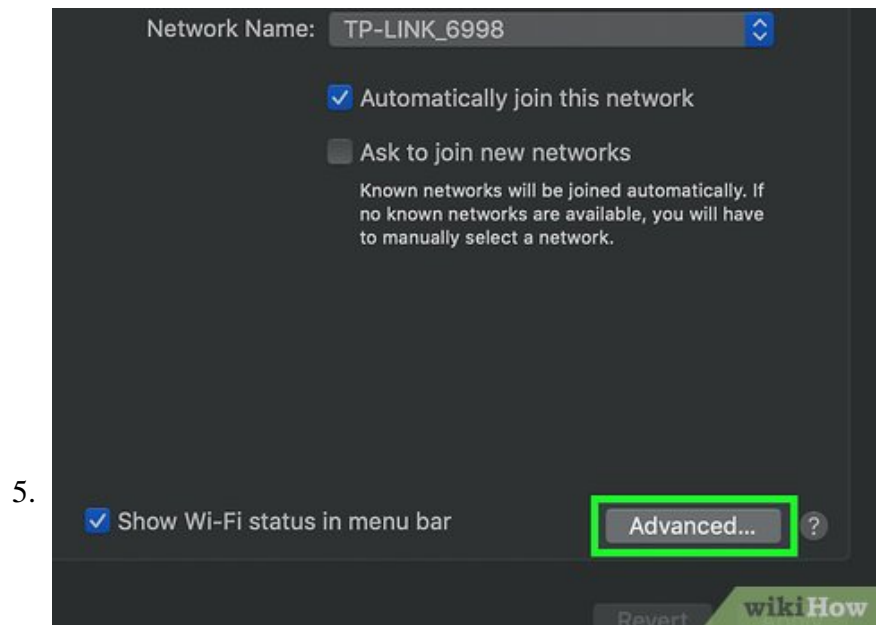 Network Name: TP-LINK_6998
Automatically join this network
Ask to join new networks
Known networks will be joined automatically. If
no known networks are available, you will have
to manually select a network.
5.
Show Wi-Fi status in menu bar Advanced... ?
Revert
wikiHow